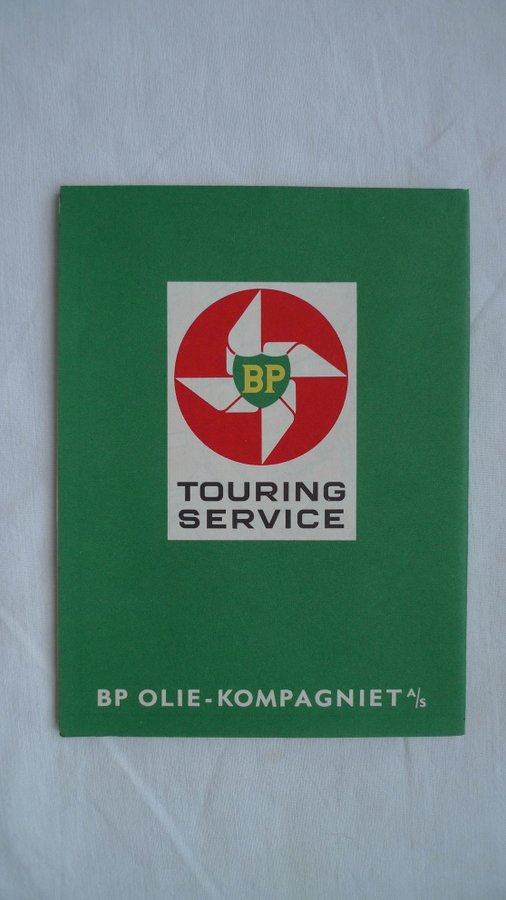 BP
TOURING
SERVICE
BP OLIE-KOMPAGNIET A/S